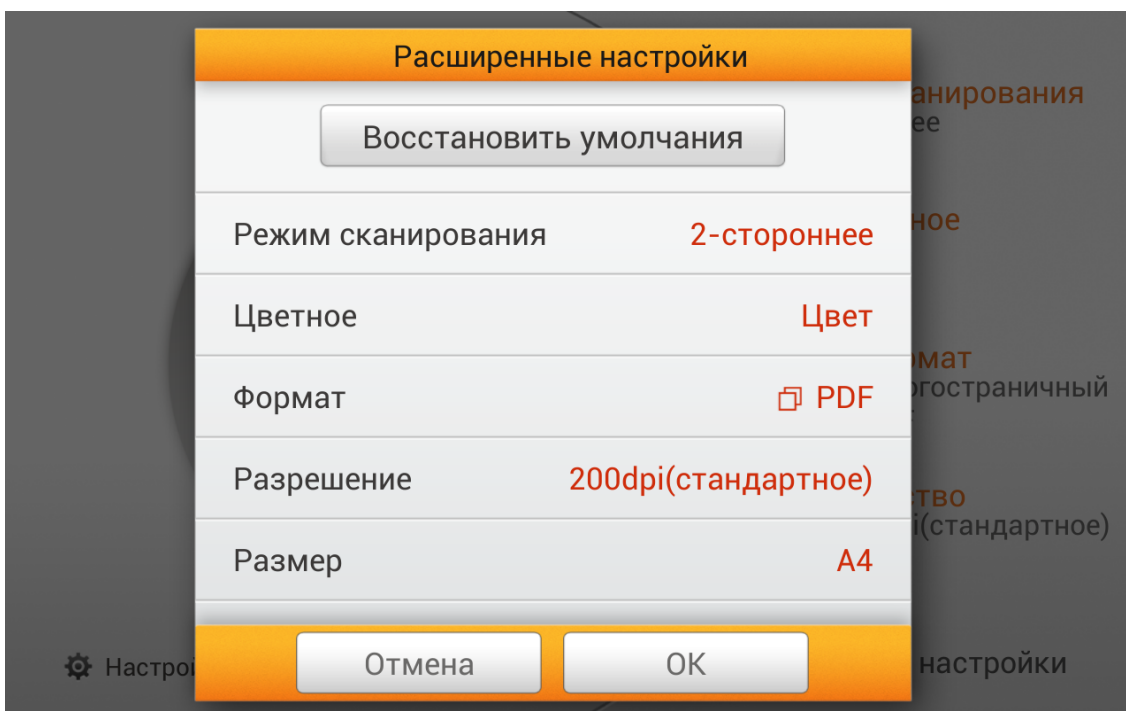 Расширенные настройки
Восстановить умолчания
Режим сканирования 2-стороннее
Цветное Цвет
Формат PDF
Разрешение 200dpi(стандартное)
Размер A4
Отмена OK
настройки